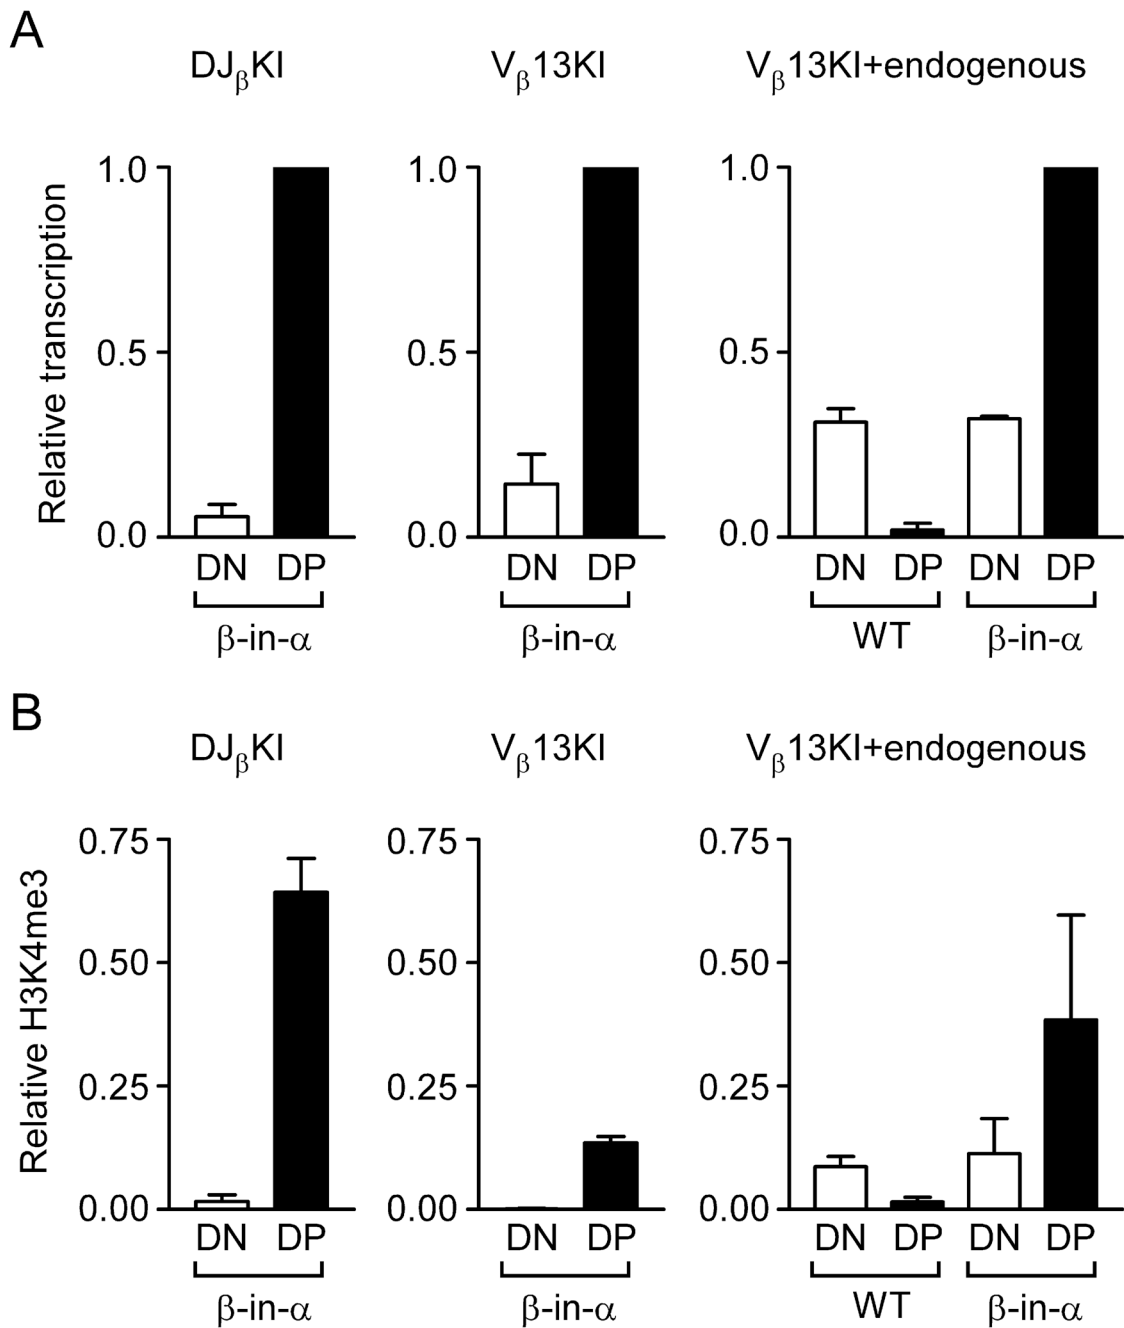 A
DJβKI
Vβ13KI
Vβ13KI+endogenous
Relative transcription
1.0
0.5
0.0
DN DP
β-in-α
1.0
0.5
0.0
DN DP
β-in-α
1.0
0.5
0.0
DN DP DN DP
WT β-in-α
B
DJβKI
Vβ13KI
Vβ13KI+endogenous
Relative H3K4me3
0.75
0.50
0.25
0.00
DN DP
β-in-α
0.75
0.50
0.25
0.00
DN DP
β-in-α
0.75
0.50
0.25
0.00
DN DP DN DP
WT β-in-α